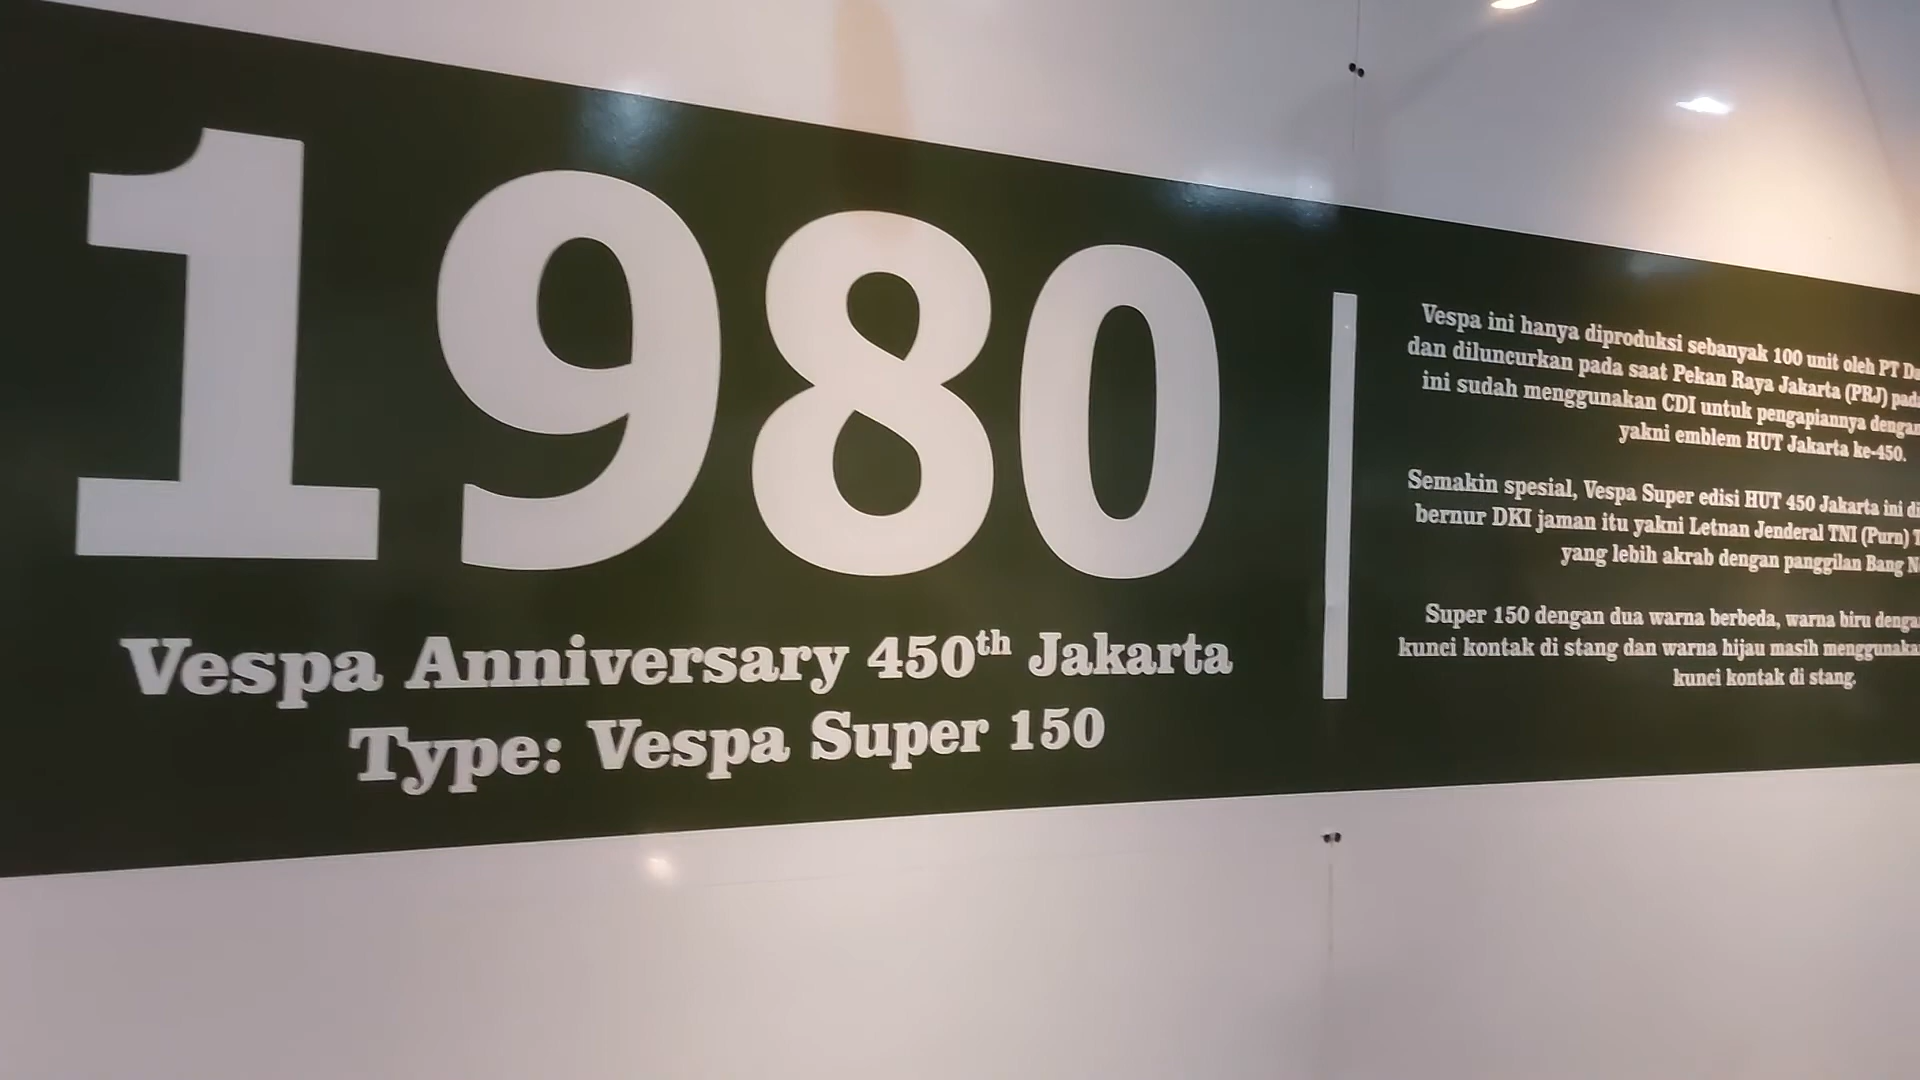 1980
Vespa Anniversary 450th Jakarta
Type: Vespa Super 150
Vespa ini hanya diproduksi sebanyak 100 unit oleh PT
dan diluncurkan pada saat Pekan Raya Jakarta (PRJ)
ini sudah menggunakan CDI untuk pengapiannya dengan
yakni emblem HUT Jakarta ke-450.
Semakin spesial, Vespa Super edisi HUT 450 Jakarta ini
bernur DKI jaman itu yakni Letnan Jenderal TNI (Purn)
yang lebih akrab dengan panggilan Bang
Super 150 dengan dua warna berbeda, warna biru dengan
kunci kontak di stang dan warna hijau masih
kunci kontak di stang.